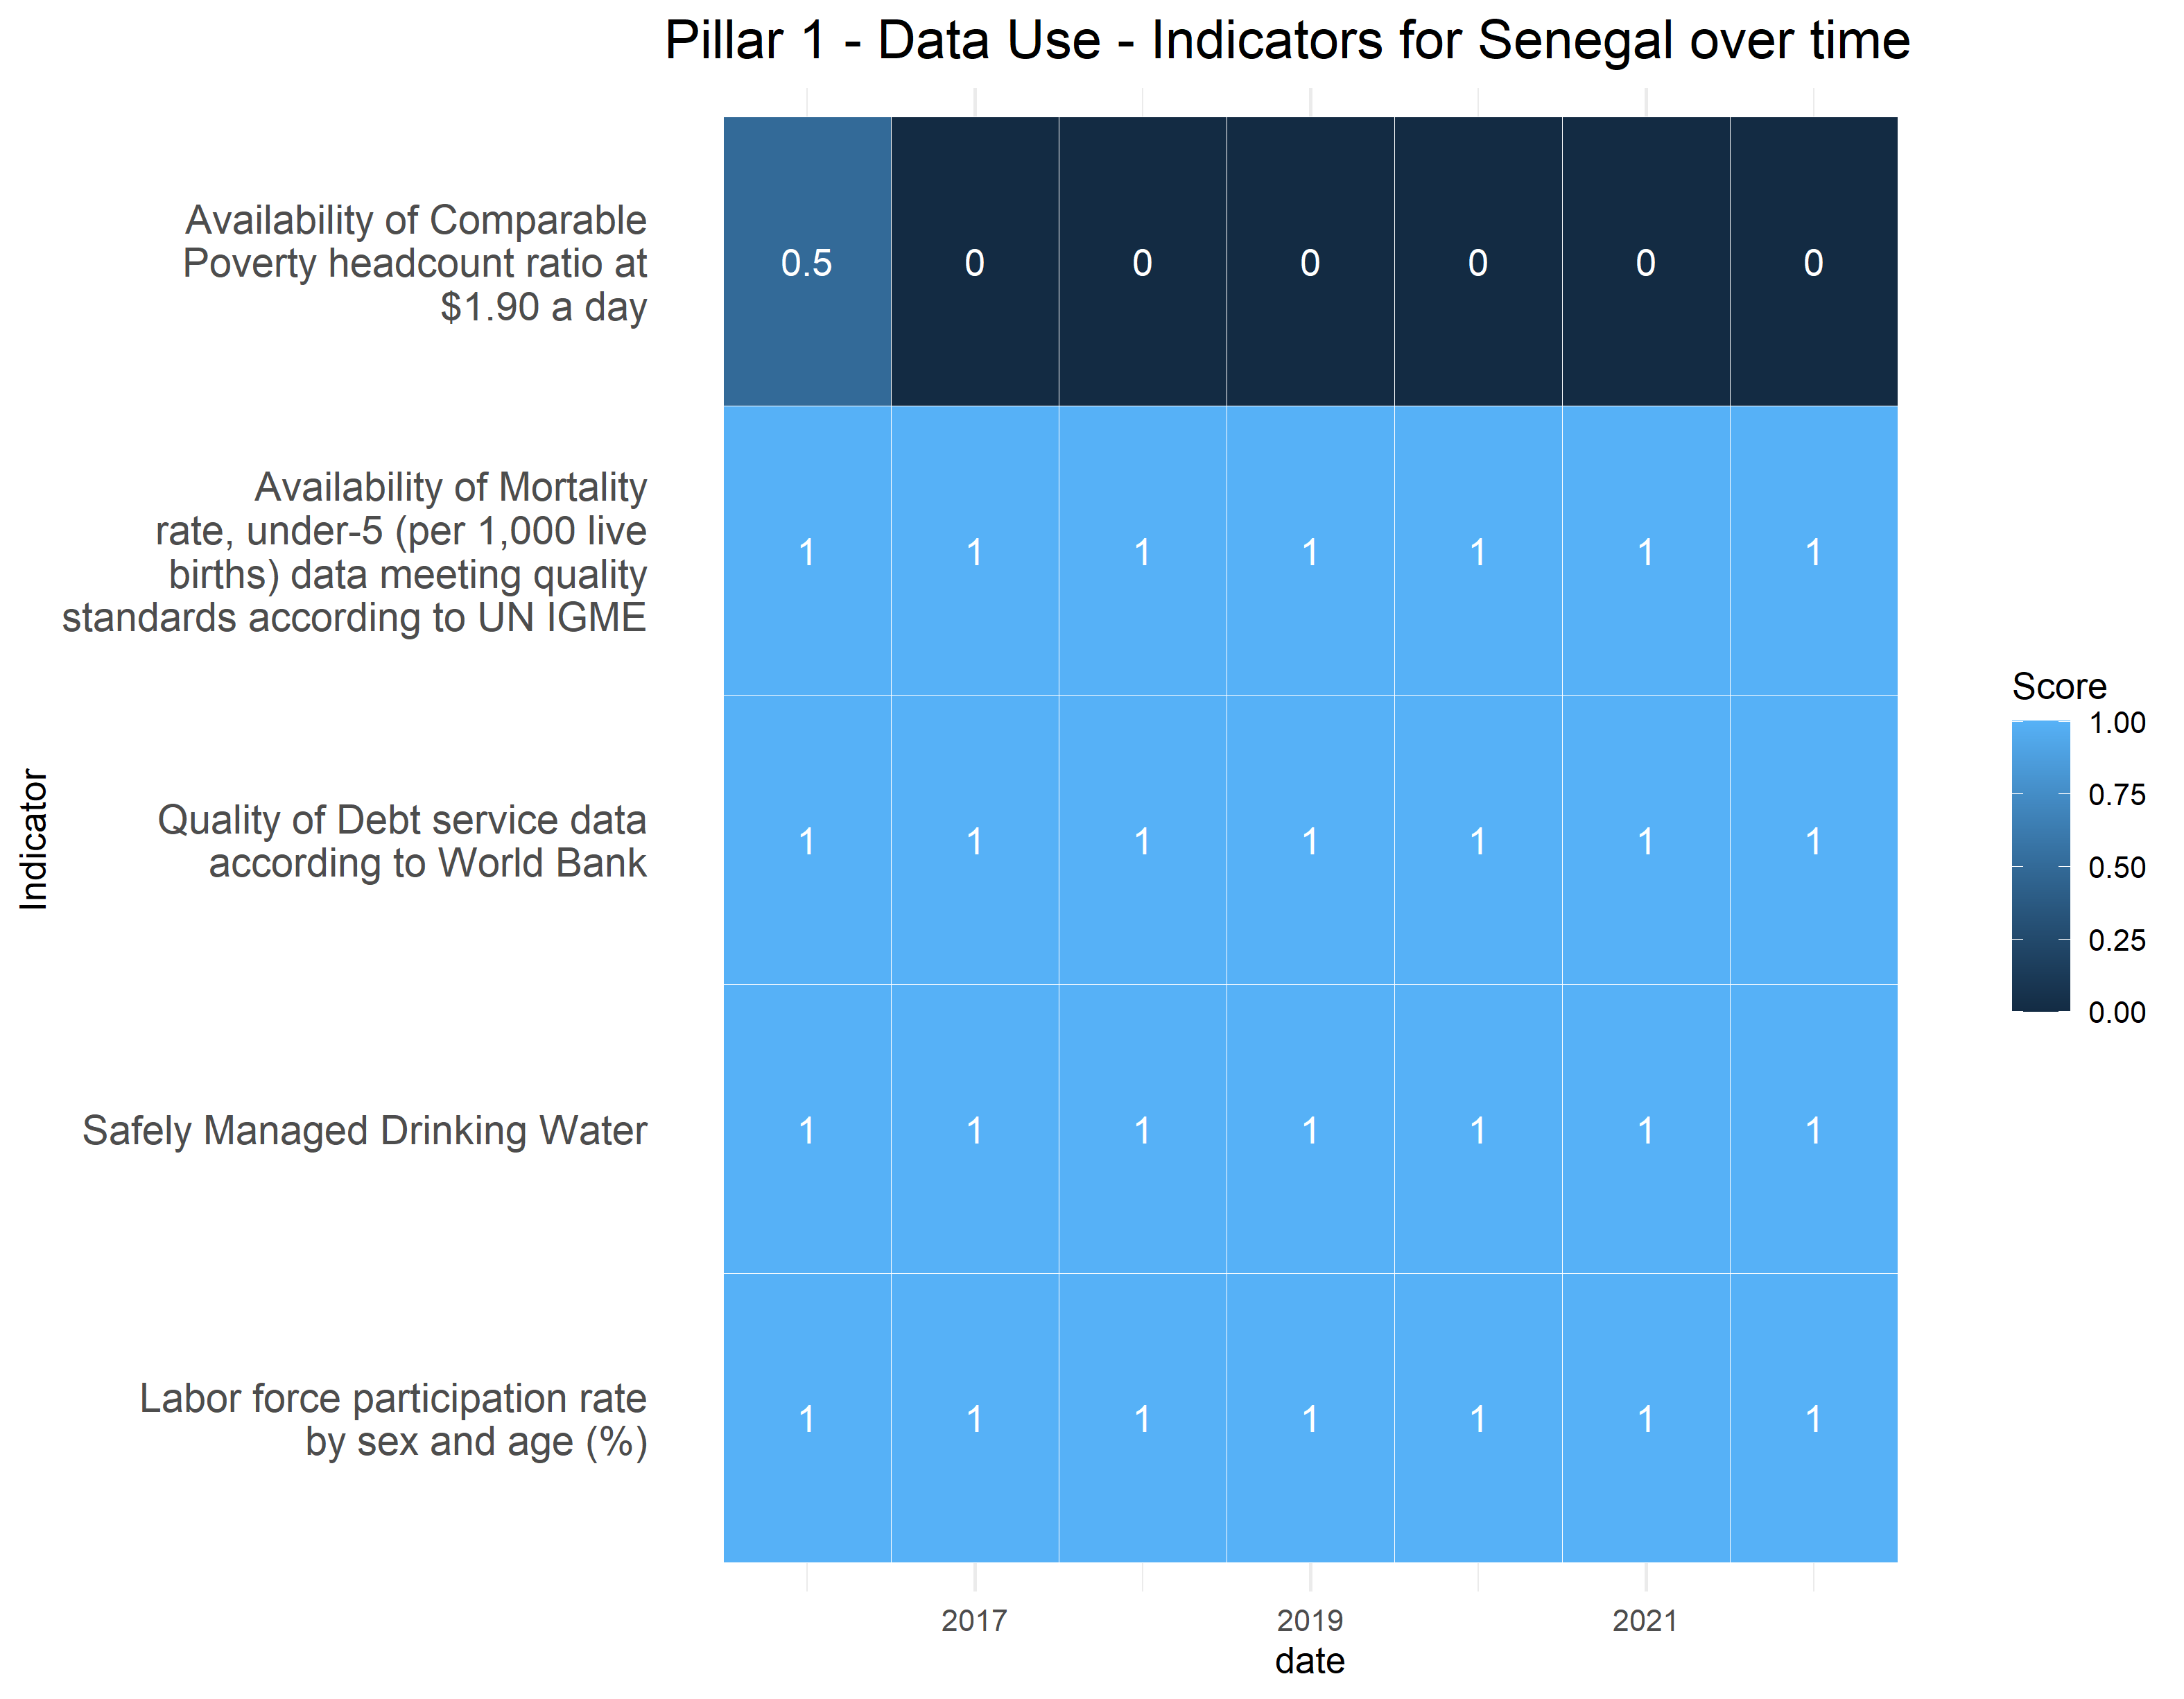 Pillar 1 - Data Use - Indicators for Senegal over time
Availability of Comparable
Poverty headcount ratio at
$1.90 a day
0.5 0 0 0 0 0 0
Availability of Mortality
rate, under-5 (per 1,000 live
births) data meeting quality
standards according to UN IGME
1 1 1 1 1 1 1
Quality of Debt service data
according to World Bank
1 1 1 1 1 1 1
Safely Managed Drinking Water
1 1 1 1 1 1 1
Labor force participation rate
by sex and age (%)
1 1 1 1 1 1 1
Indicator
2017 2019 2021
date
Score
1.00
0.75
0.50
0.25
0.00